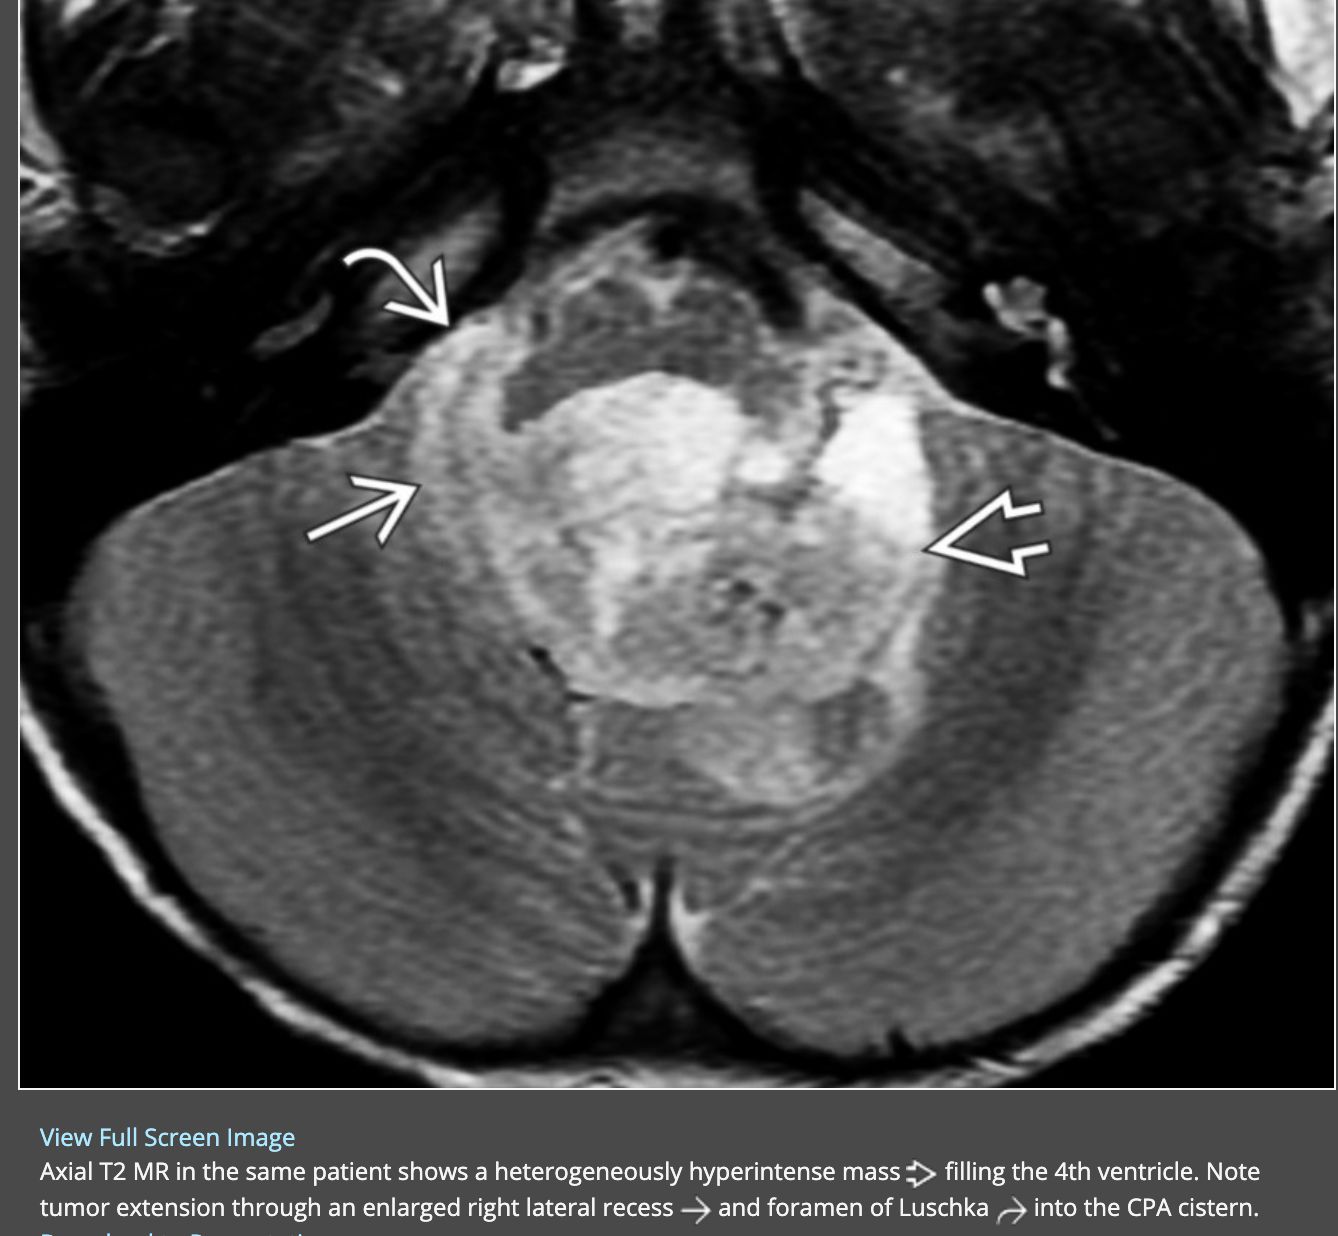 View Full Screen Image
Axial T2 MR in the same patient shows a heterogeneously hyperintense mass filling the 4th ventricle. Note
tumor extension through an enlarged right lateral recess and foramen of Luschka into the CPA cistern.